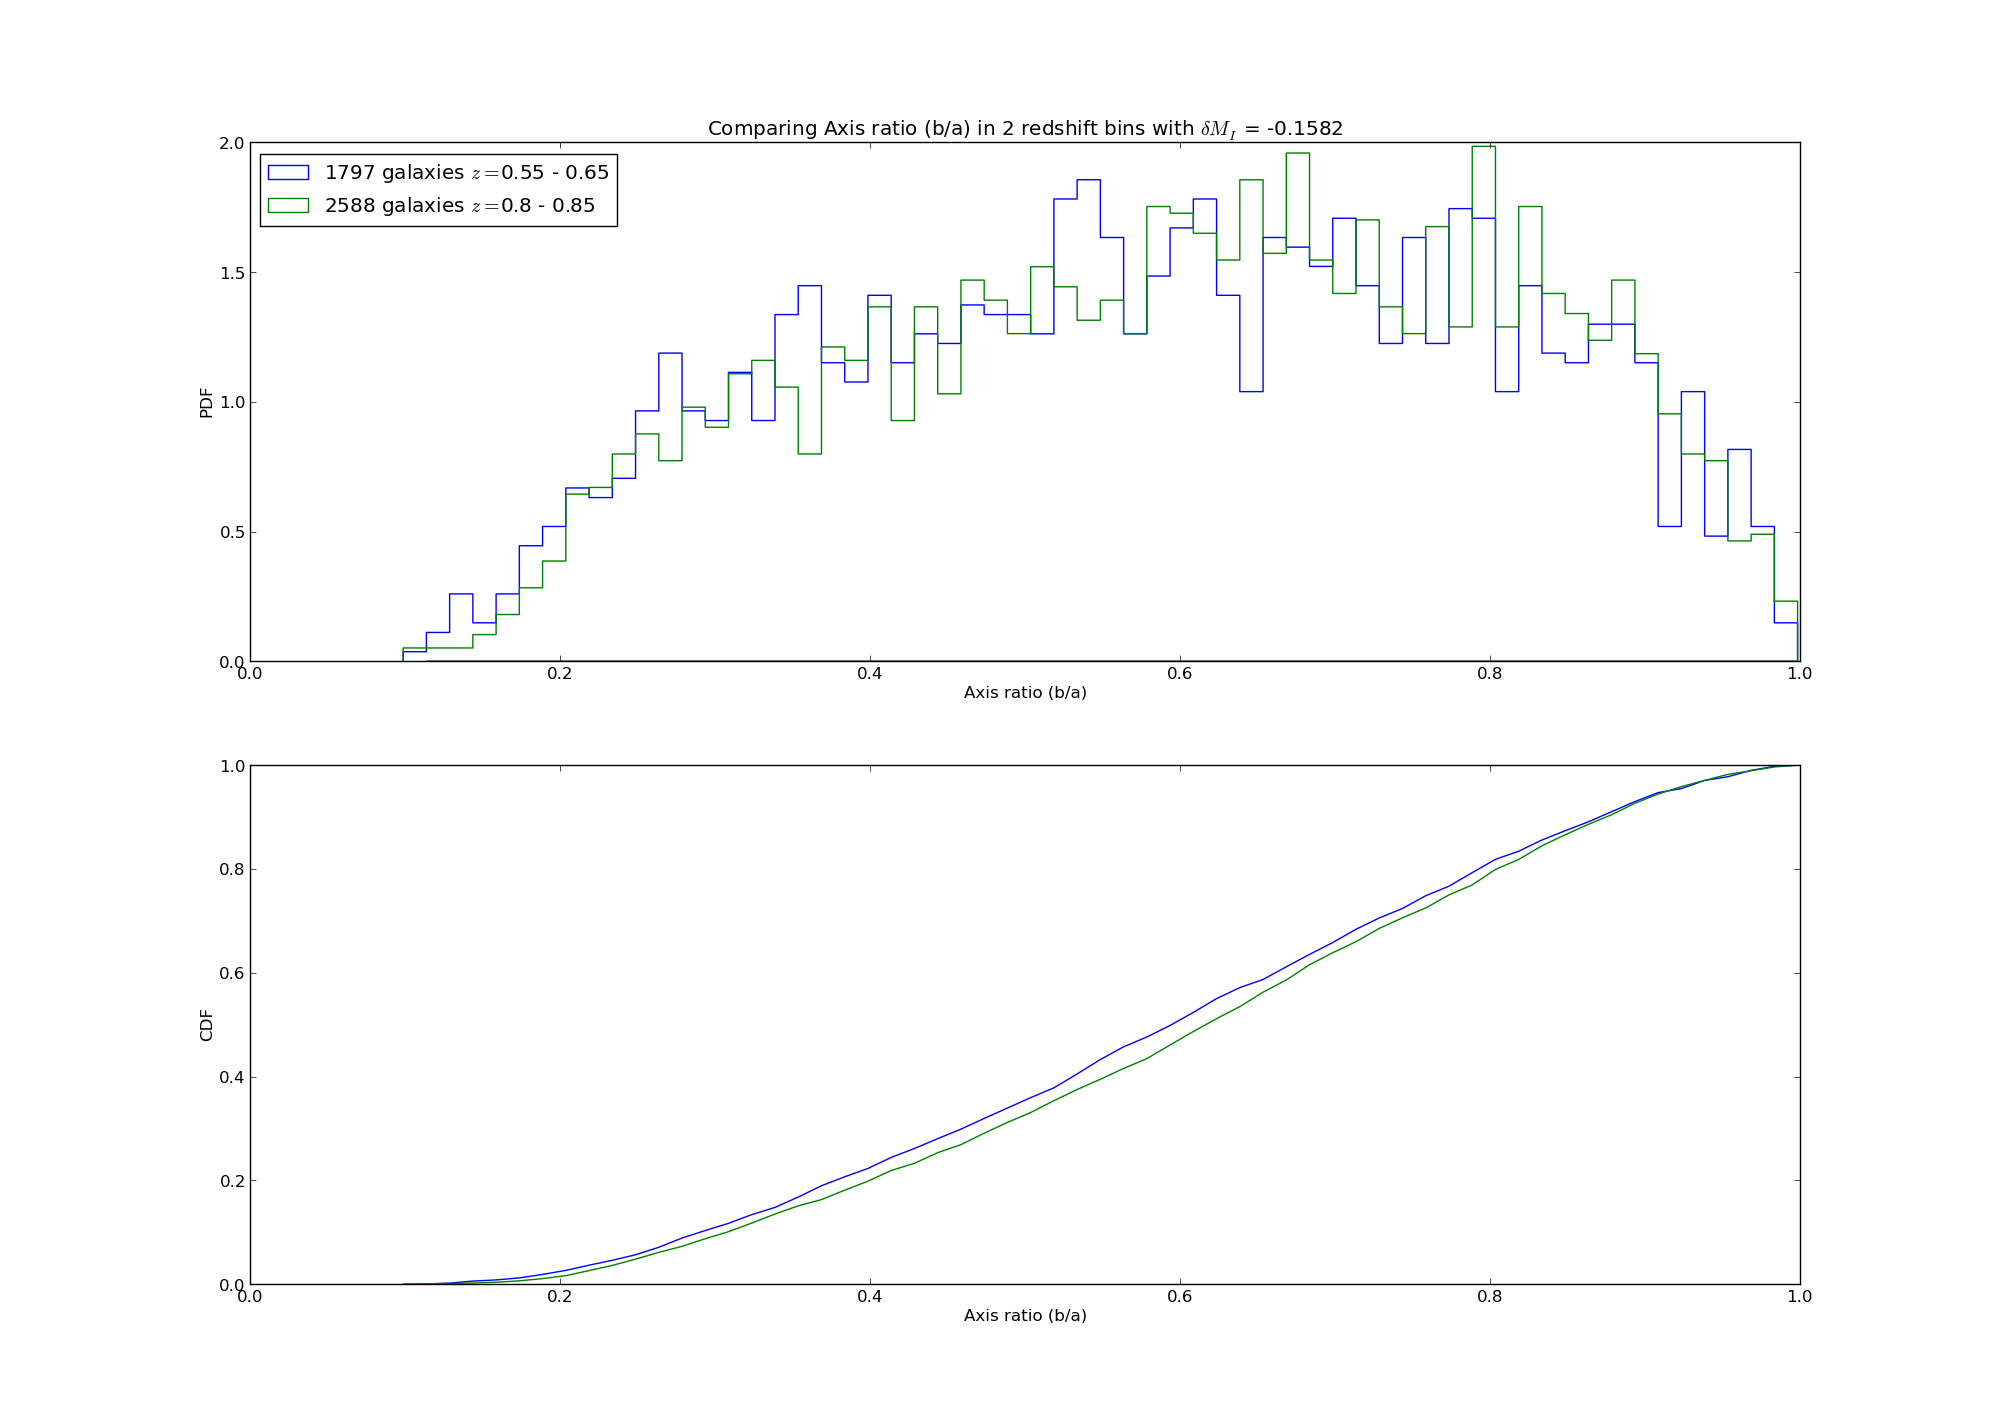 Comparing Axis ratio (b/a) in 2 redshift bins with δM_I = -0.1582
1797 galaxies z=0.55 - 0.65
2588 galaxies z=0.8 - 0.85
2.0
1.5
1.0
0.5
0.0
PDF
0.0 0.2 0.4 0.6 0.8 1.0
Axis ratio (b/a)
1.0
0.8
0.6
0.4
0.2
0.0
CDF
0.0 0.2 0.4 0.6 0.8 1.0
Axis ratio (b/a)